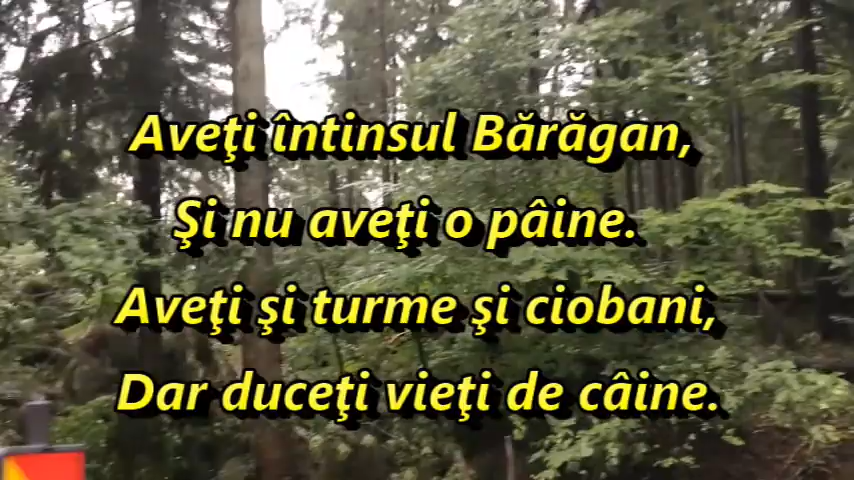 Aveţi întinsul Bărăgan,
Şi nu aveţi o pâine.
Aveţi şi turme şi ciobani,
Dar duceţi vieţi de câine.